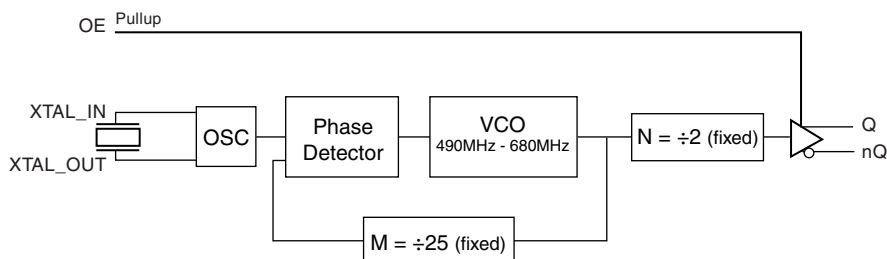 OE Pullup
XTAL_IN
XTAL_OUT
OSC
Phase
Detector
VCO
490MHz - 680MHz
N = ÷2 (fixed)
Q
nQ
M = ÷25 (fixed)